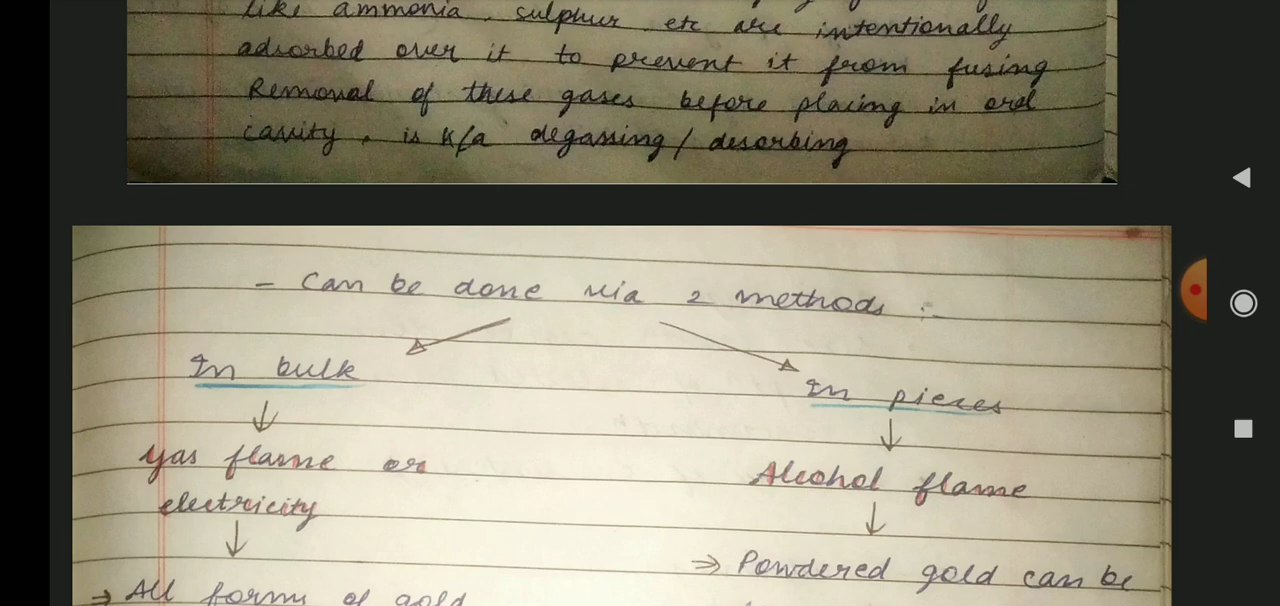 like ammonia, sulphur etc are intentionally
adsorbed over it to prevent it from fusing
Removal of these gases before placing in oral
cavity, is k/a degassing / desorbing
- Can be done via 2 methods :-
In bulk
In pieces
Gas flame or
electricity
Alcohol flame
⇒ Powdered gold can be
→ All forms of gold